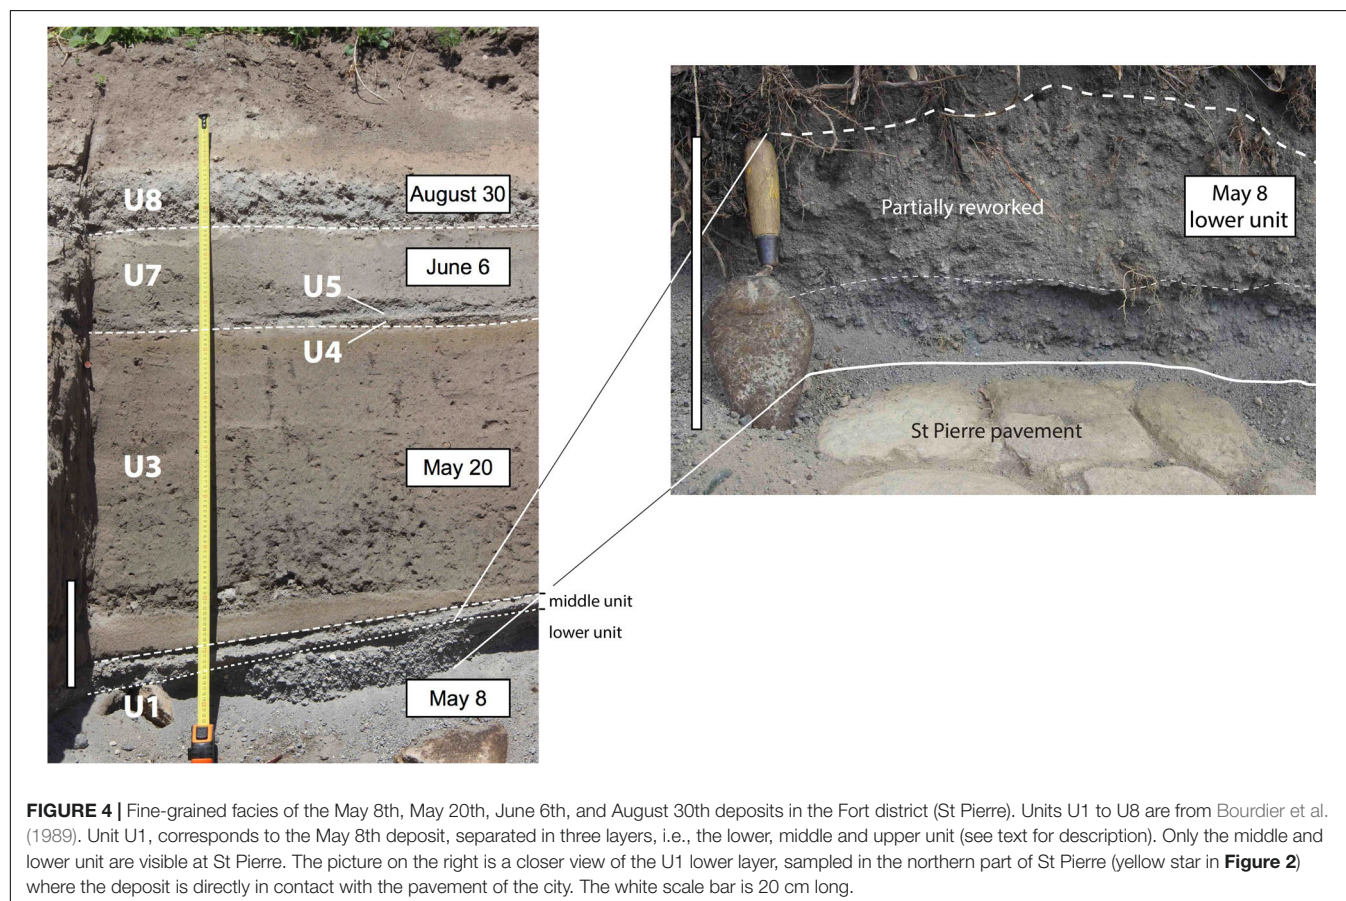 U8
August 30
U7
June 6
U5
U4
U3
May 20
middle unit
lower unit
U1
May 8
Partially reworked
May 8
lower unit
St Pierre pavement
FIGURE 4 | Fine-grained facies of the May 8th, May 20th, June 6th, and August 30th deposits in the Fort district (St Pierre). Units U1 to U8 are from Bourdier et al.
(1989). Unit U1, corresponds to the May 8th deposit, separated in three layers, i.e., the lower, middle and upper unit (see text for description). Only the middle and
lower unit are visible at St Pierre. The picture on the right is a closer view of the U1 lower layer, sampled in the northern part of St Pierre (yellow star in Figure 2)
where the deposit is directly in contact with the pavement of the city. The white scale bar is 20 cm long.